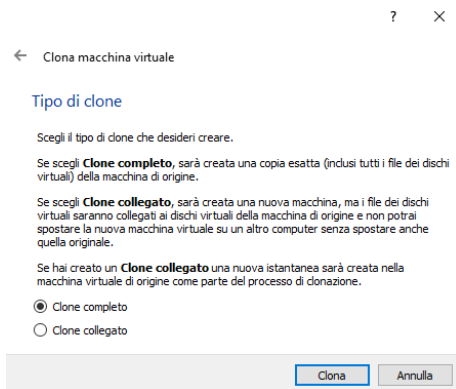 ?
Clona macchina virtuale
Tipo di clone
Scegli il tipo di clone che desideri creare.
Se scegli Clone completo, sarà creata una copia esatta (inclusi tutti i file dei dischi
virtuali) della macchina di origine.
Se scegli Clone collegato, sarà creata una nuova macchina, ma i file dei dischi
virtuali saranno collegati ai dischi virtuali della macchina di origine e non potrai
spostare la nuova macchina virtuale su un altro computer senza spostare anche
quella originale.
Se hai creato un Clone collegato una nuova istantanea sarà creata nella
macchina virtuale di origine come parte del processo di clonazione.
Clone completo
Clone collegato
Clona Annulla